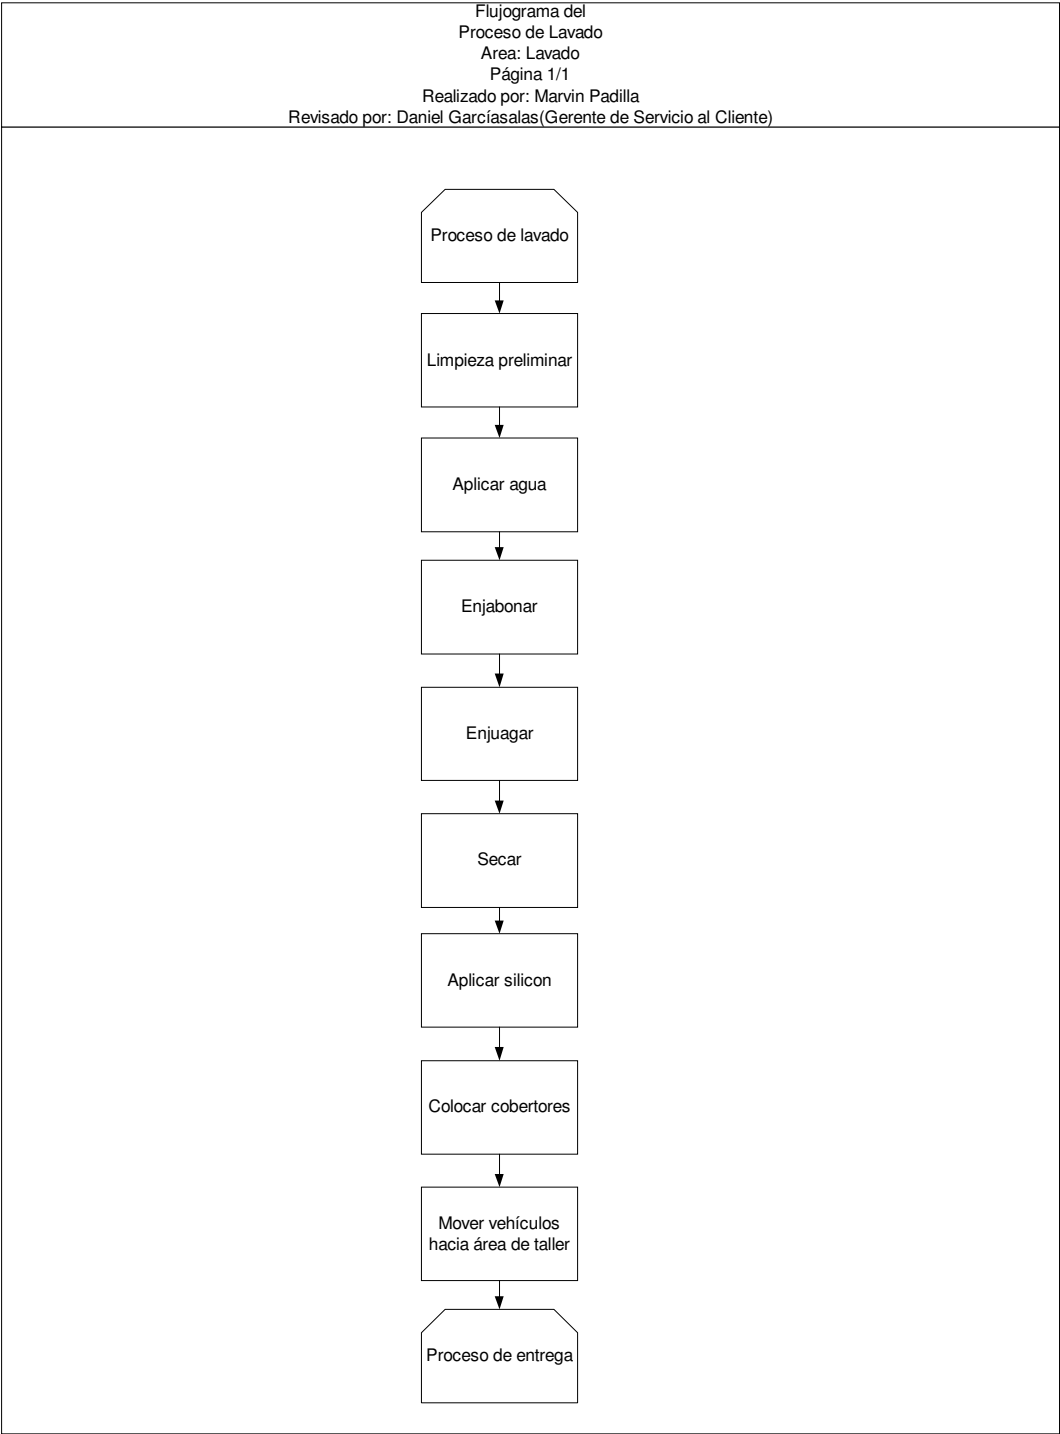 Flujograma del
Proceso de Lavado
Area: Lavado
Página 1/1
Realizado por: Marvin Padilla
Revisado por: Daniel Garcíasalas(Gerente de Servicio al Cliente)
Proceso de lavado
Limpieza preliminar
Aplicar agua
Enjabonar
Enjuagar
Secar
Aplicar silicon
Colocar cobertores
Mover vehículos
hacia área de taller
Proceso de entrega